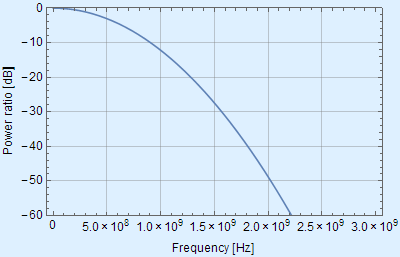 0
−10
−20
−30
−40
−50
−60
Power ratio [dB]
0 5.0 × 10⁸ 1.0 × 10⁹ 1.5 × 10⁹ 2.0 × 10⁹ 2.5 × 10⁹ 3.0 × 10⁹
Frequency [Hz]